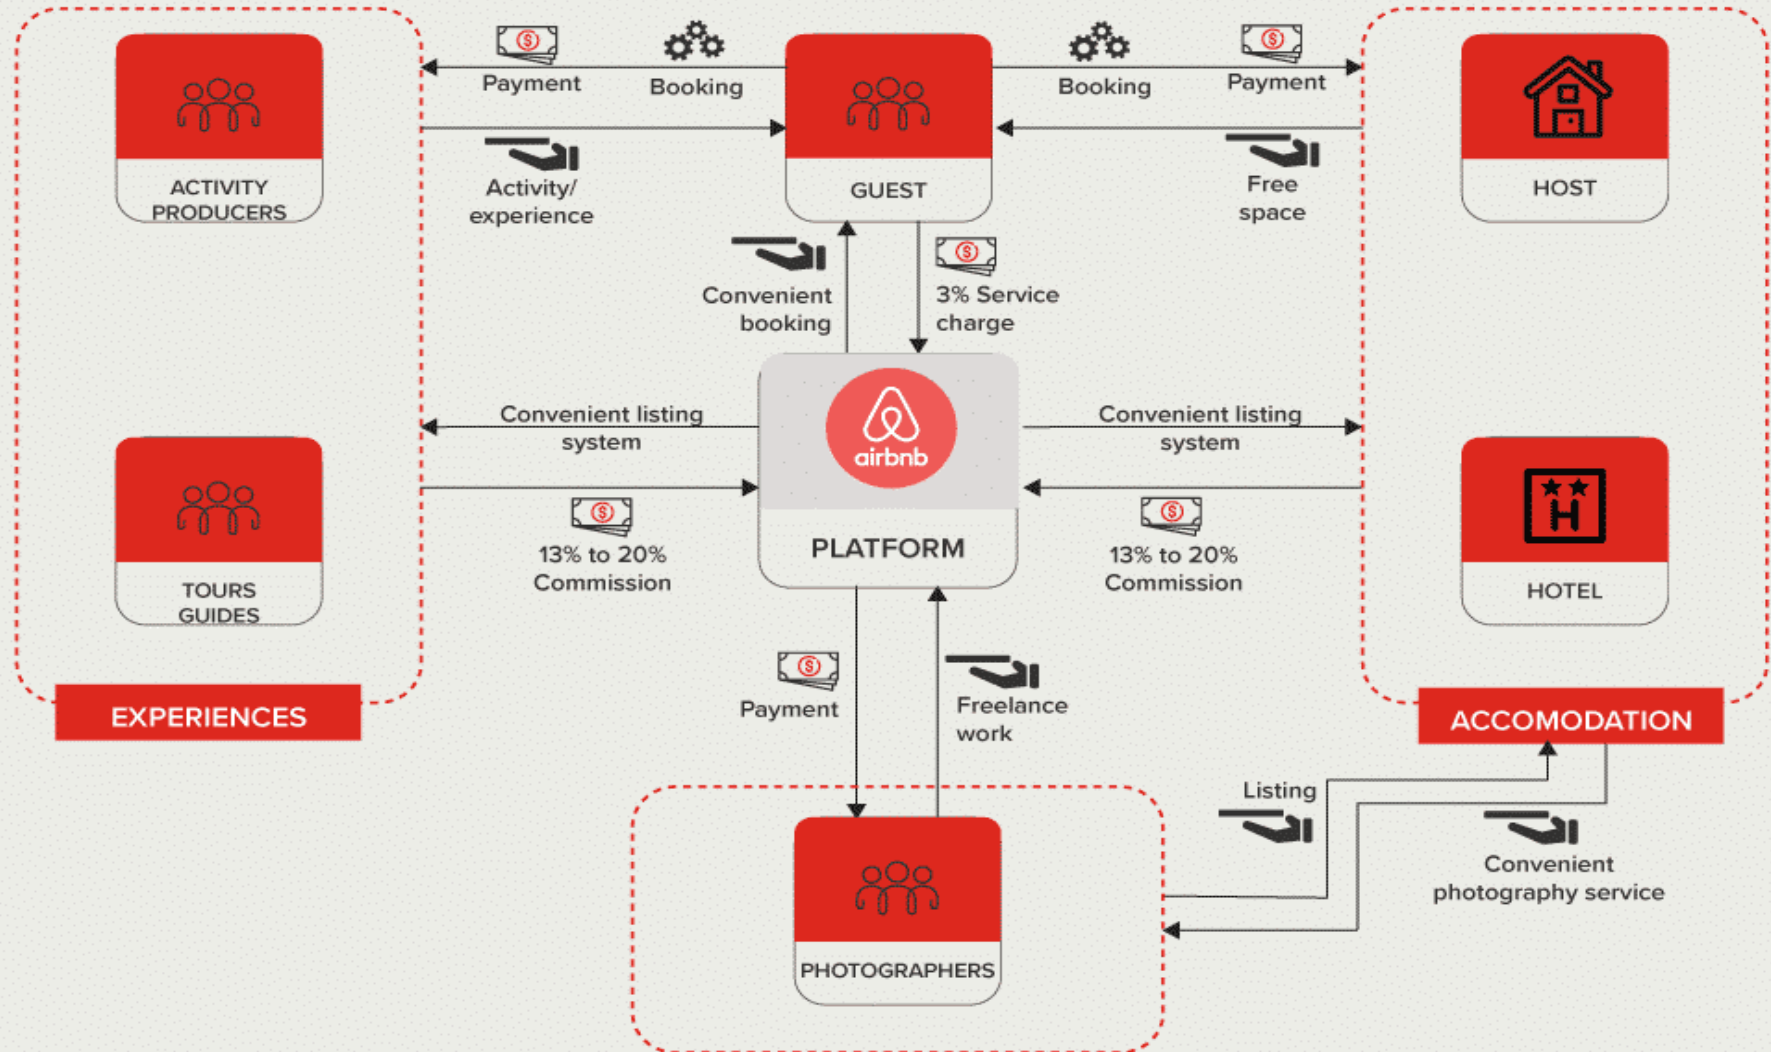 Payment
Booking
Booking
Payment
ACTIVITY
PRODUCERS
Activity/
experience
GUEST
Free
space
HOST
Convenient
booking
3% Service
charge
Convenient listing
system
airbnb
Convenient listing
system
PLATFORM
13% to 20%
Commission
13% to 20%
Commission
TOURS
GUIDES
H
HOTEL
EXPERIENCES
Payment
Freelance
work
ACCOMODATION
Listing
Convenient
photography service
PHOTOGRAPHERS